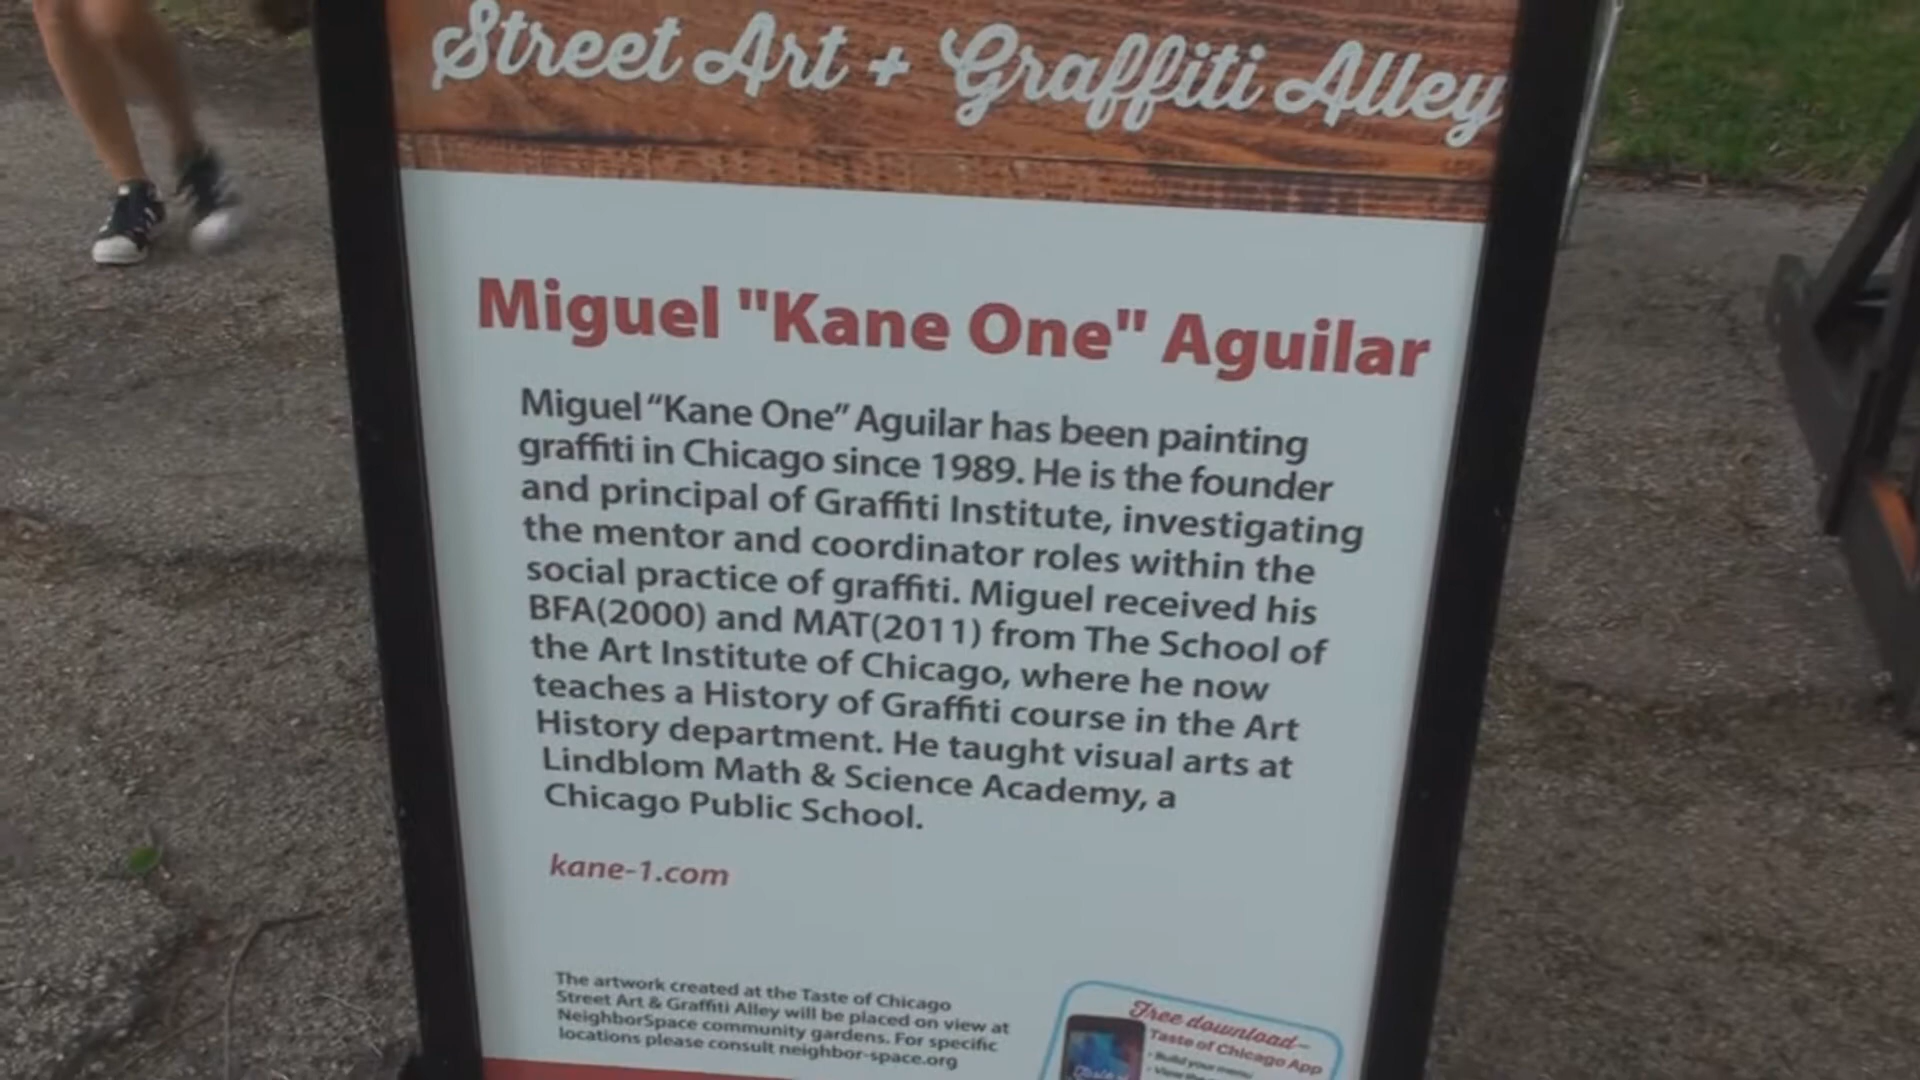 Street Art + Graffiti Alley
Miguel "Kane One" Aguilar
Miguel “Kane One” Aguilar has been painting
graffiti in Chicago since 1989. He is the founder
and principal of Graffiti Institute, investigating
the mentor and coordinator roles within the
social practice of graffiti. Miguel received his
BFA(2000) and MAT(2011) from The School of
the Art Institute of Chicago, where he now
teaches a History of Graffiti course in the Art
History department. He taught visual arts at
Lindblom Math & Science Academy, a
Chicago Public School.
kane-1.com
The artwork created at the Taste of Chicago
Street Art & Graffiti Alley will be placed on view at
NeighborSpace community gardens. For specific
locations please consult neighbor-space.org
Free download–
Taste of Chicago App
- Build your menu